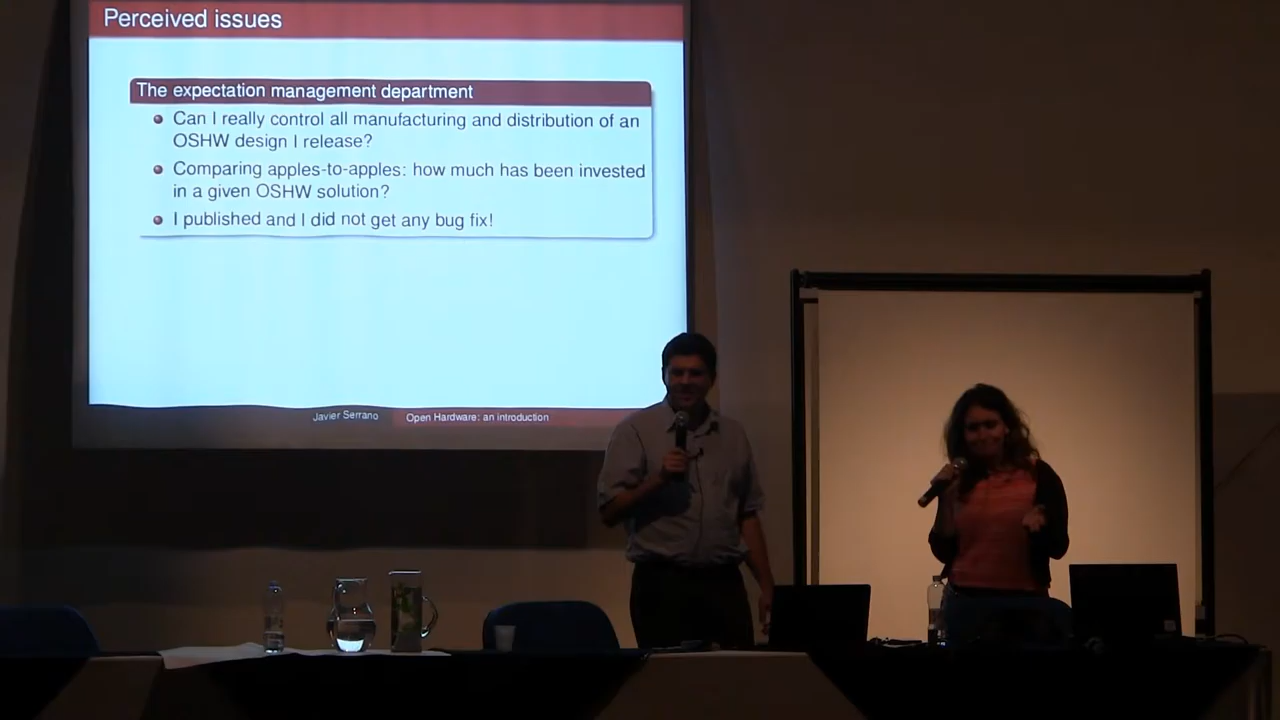 Perceived issues
The expectation management department
Can I really control all manufacturing and distribution of an
OSHW design I release?
Comparing apples-to-apples: how much has been invested
in a given OSHW solution?
I published and I did not get any bug fix!
Javier Serrano
Open Hardware: an introduction